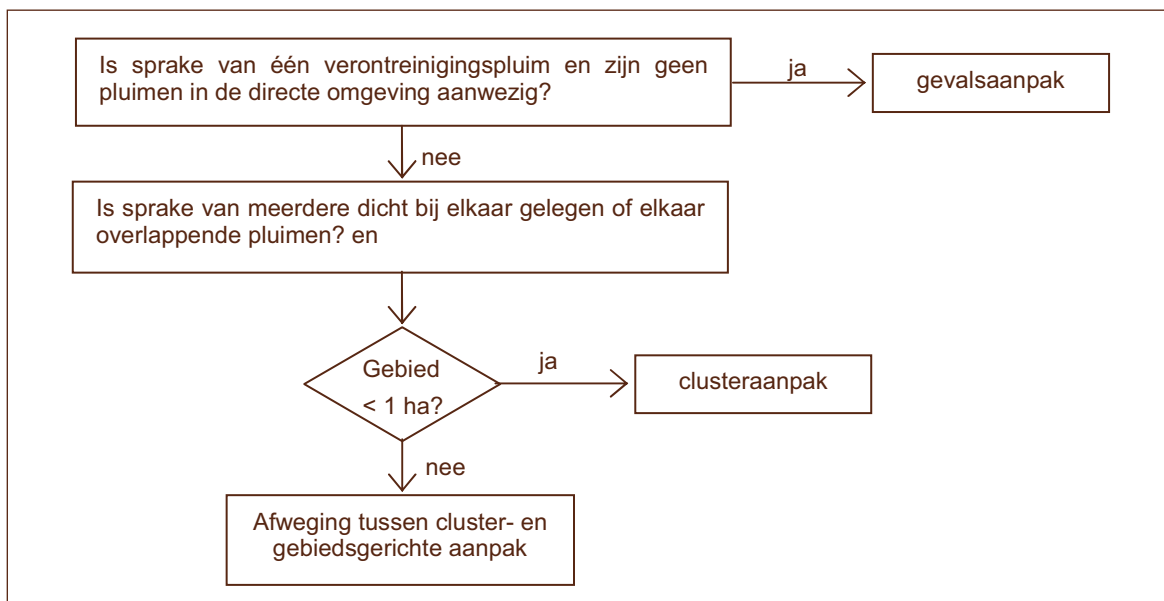 Is sprake van één verontreinigingspluim en zijn geen
pluimen in de directe omgeving aanwezig?
ja
gevalsaanpak
nee
Is sprake van meerdere dicht bij elkaar gelegen of elkaar
overlappende pluimen? en
Gebied
< 1 ha?
ja
clusteraanpak
nee
Afweging tussen cluster- en
gebiedsgerichte aanpak